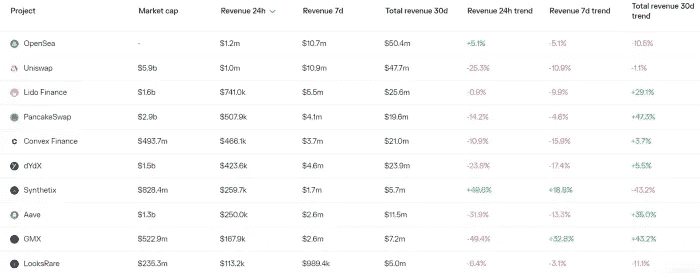 Project Market cap Revenue 24h Revenue 7d Total revenue 30d Revenue 24h trend Revenue 7d trend Total revenue 30d trend
OpenSea - $1.2m $10.7m $50.4m +5.1% -5.1% -10.5%
Uniswap $5.9b $1.0m $10.9m $47.7m -25.3% -10.9% -1.1%
Lido Finance $1.6b $741.0k $5.5m $25.6m -0.8% -9.8% +29.1%
PancakeSwap $2.9b $507.9k $4.1m $19.6m -14.2% -4.6% +47.3%
Convex Finance $493.7m $466.1k $3.7m $21.0m -10.9% -15.9% +3.7%
dYdX $1.5b $423.6k $4.6m $23.9m -23.8% -17.4% +5.5%
Synthetix $828.4m $259.7k $1.7m $5.7m +49.6% +18.8% -43.2%
Aave $1.3b $250.0k $2.6m $11.5m -31.9% -13.3% +35.0%
GMX $522.9m $167.9k $2.6m $7.2m -49.4% +32.8% +43.2%
LooksRare $235.3m $113.2k $989.4k $5.0m -6.4% -3.1% -11.1%